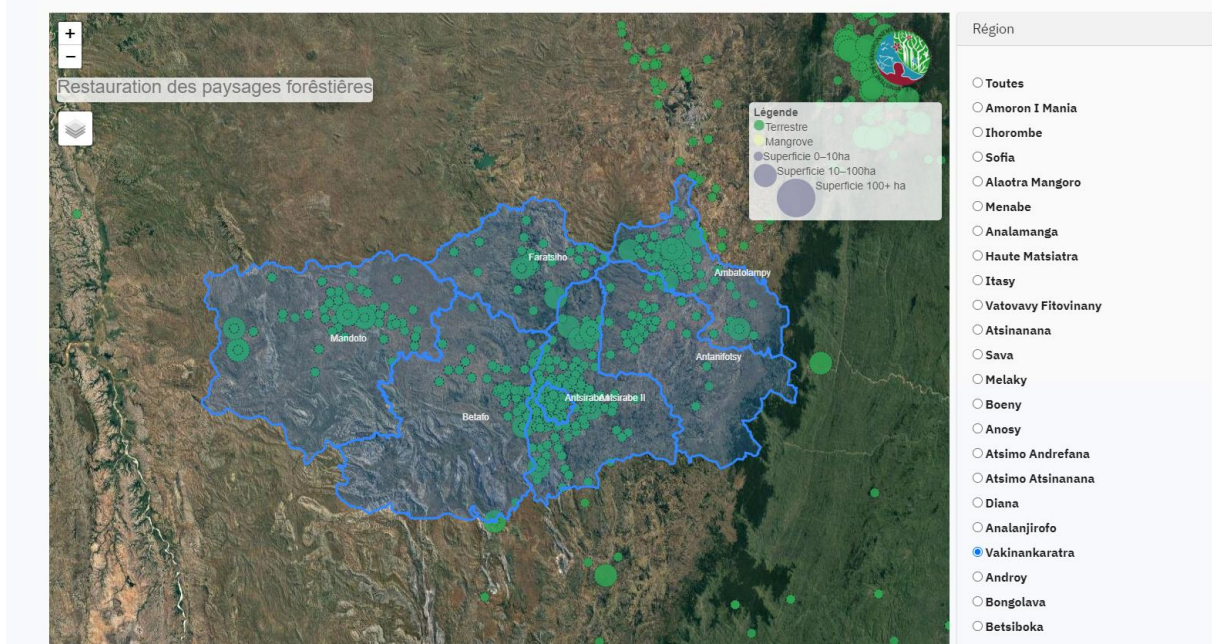 +
−
Restauration des paysages forêstières
Légende
Terrestre
Mangrove
Superficie 0–10ha
Superficie 10–100ha
Superficie 100+ ha
Faratsiho
Ambatolampy
Mandoto
Antanifotsy
Antsirabe II
Betafo
Région
Toutes
Amoron I Mania
Ihorombe
Sofia
Alaotra Mangoro
Menabe
Analamanga
Haute Matsiatra
Itasy
Vatovavy Fitovinany
Atsinanana
Sava
Melaky
Boeny
Anosy
Atsimo Andrefana
Atsimo Atsinanana
Diana
Analanjirofo
Vakinankaratra
Androy
Bongolava
Betsiboka